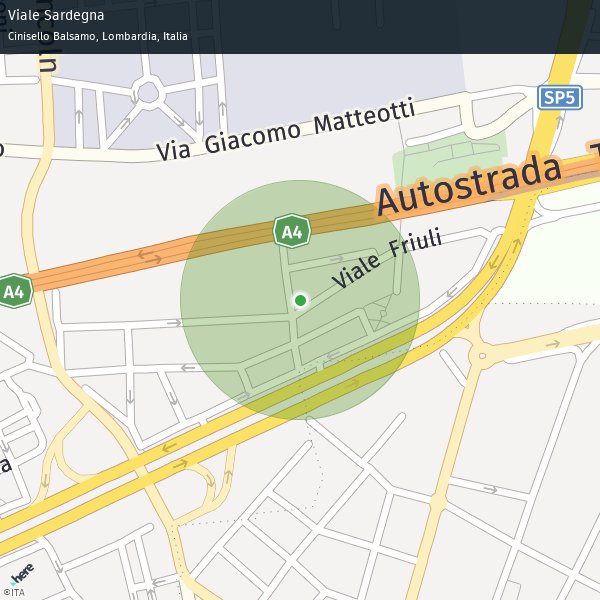 Viale Sardegna
Cinisello Balsamo, Lombardia, Italia
SP5
Via Giacomo Matteotti
Autostrada
A4
Viale Friuli
A4
here
©ITA